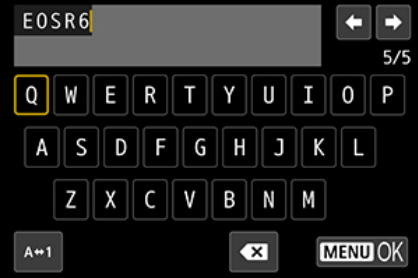 EOSR6
5/5
Q W E R T Y U I O P
A S D F G H J K L
Z X C V B N M
A↔1 MENU OK